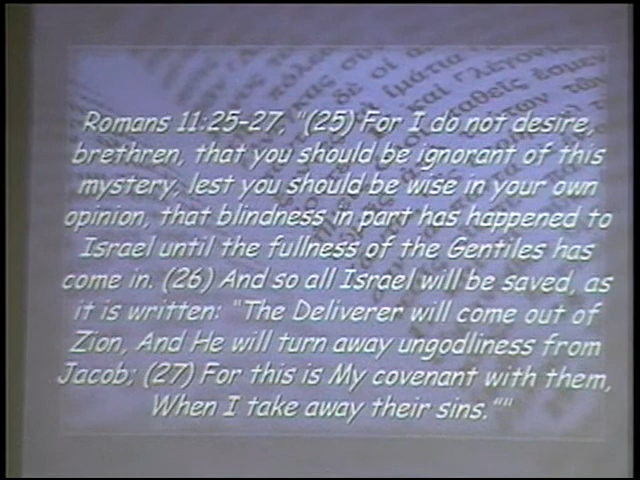 Romans 11:25-27, "(25) For I do not desire,
brethren, that you should be ignorant of this
mystery, lest you should be wise in your own
opinion, that blindness in part has happened to
Israel until the fullness of the Gentiles has
come in. (26) And so all Israel will be saved, as
it is written: "The Deliverer will come out of
Zion, And He will turn away ungodliness from
Jacob; (27) For this is My covenant with them,
When I take away their sins.""